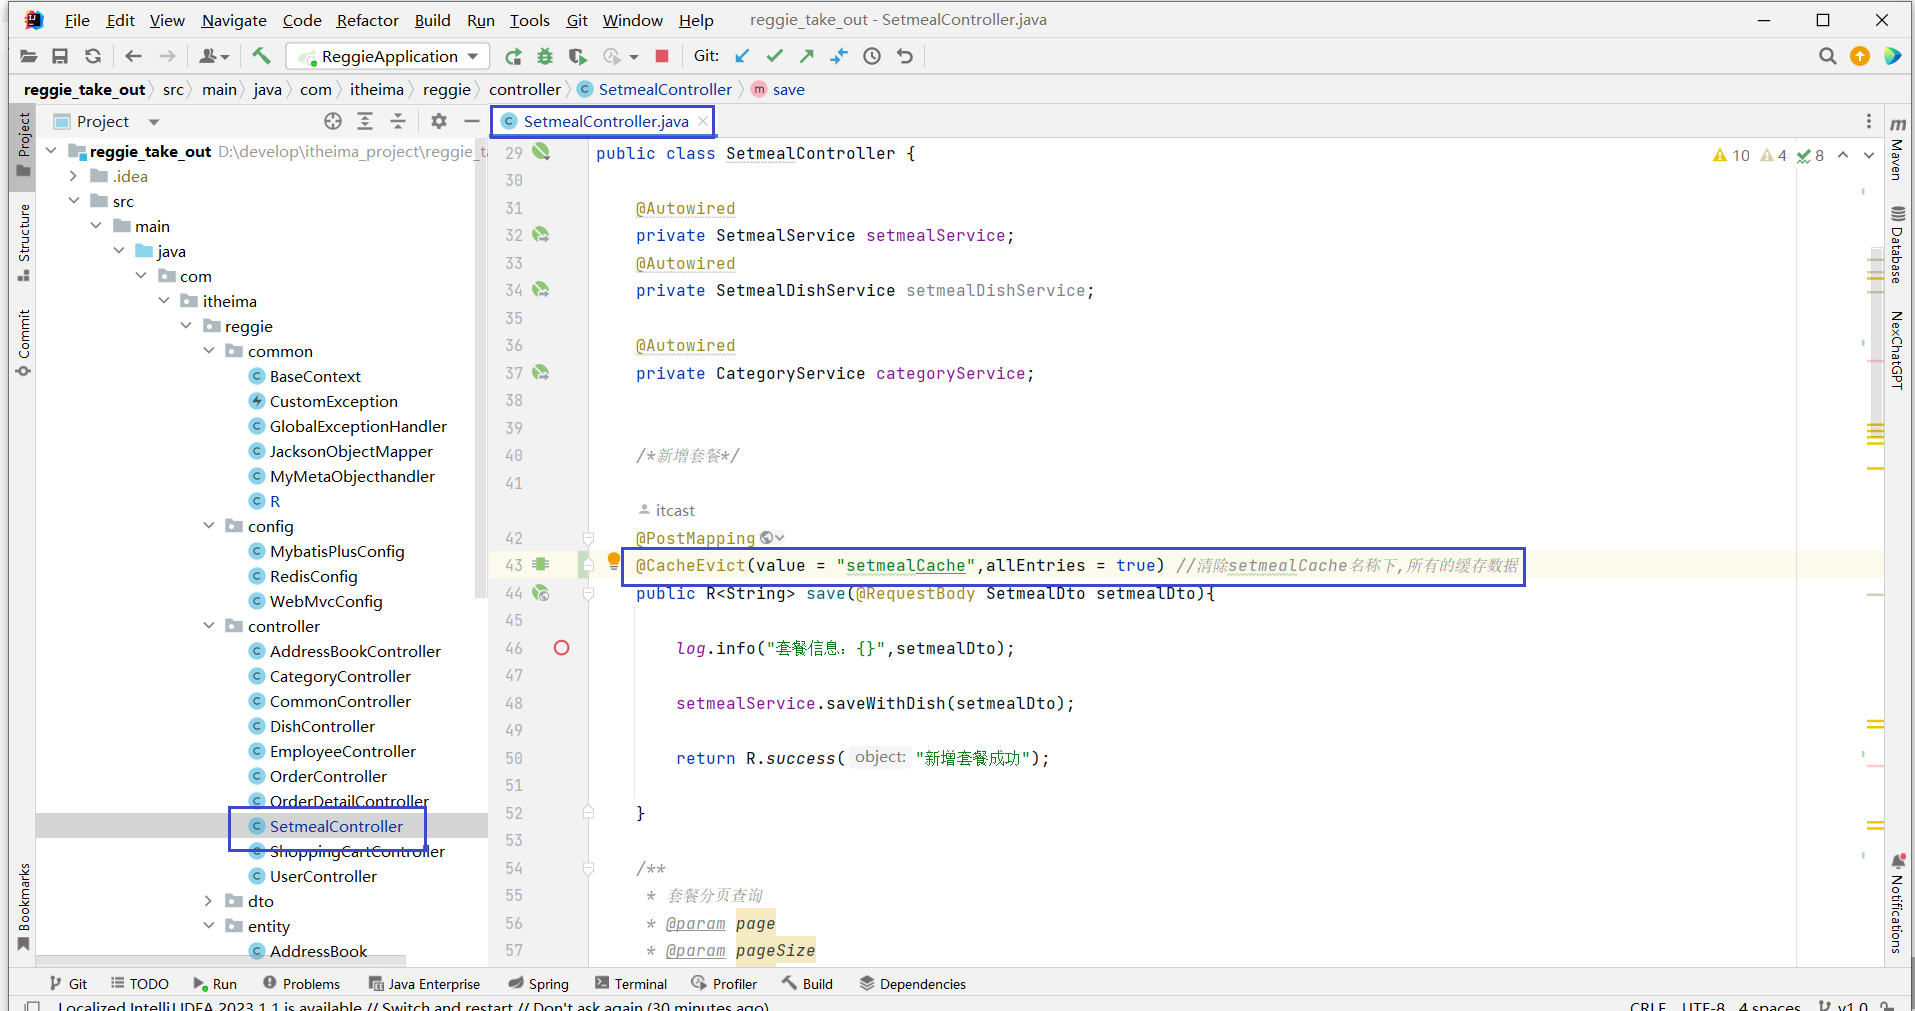 File Edit View Navigate Code Refactor Build Run Tools Git Window Help reggie_take_out - SetmealController.java
ReggieApplication Git:
reggie_take_out src main java com itheima reggie controller SetmealController save
Project
SetmealController.java
Project
Structure
Commit
Bookmarks
reggie_take_out D:\develop\itheima_project\reggie_t
.idea
src
main
java
com
itheima
reggie
common
BaseContext
CustomException
GlobalExceptionHandler
JacksonObjectMapper
MyMetaObjecthandler
R
config
MybatisPlusConfig
RedisConfig
WebMvcConfig
controller
AddressBookController
CategoryController
CommonController
DishController
EmployeeController
OrderController
OrderDetailController
SetmealController
ShoppingCartController
UserController
dto
entity
AddressBook
10 4 8
29 public class SetmealController {
30
31 @Autowired
32 private SetmealService setmealService;
33 @Autowired
34 private SetmealDishService setmealDishService;
35
36 @Autowired
37 private CategoryService categoryService;
38
39
40 /*新增套餐*/
41
itcast
42 @PostMapping
43 @CacheEvict(value = "setmealCache",allEntries = true) //清除setmealCache名称下,所有的缓存数据
44 public R<String> save(@RequestBody SetmealDto setmealDto){
45
46 log.info("套餐信息：{}",setmealDto);
47
48 setmealService.saveWithDish(setmealDto);
49
50 return R.success( object: "新增套餐成功");
51
52 }
53
54 /**
55 * 套餐分页查询
56 * @param page
57 * @param pageSize
Maven
Database
NexChatGPT
Notifications
Git TODO Run Problems Java Enterprise Spring Terminal Profiler Build Dependencies
Localized IntelliJ IDEA 2023.1.1 is available // Switch and restart // Don't ask again (30 minutes ago) CRLF UTF-8 4 spaces v1.0